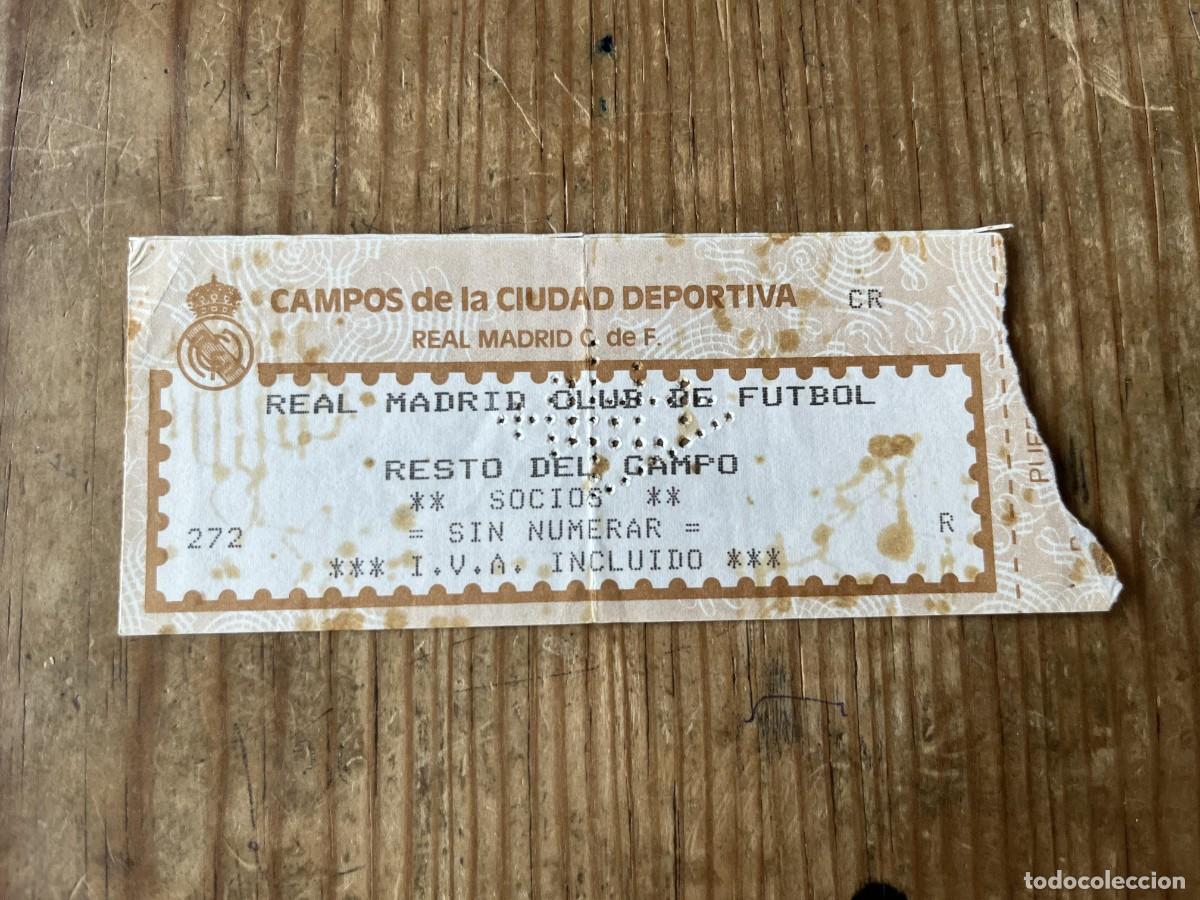 CAMPOS de la CIUDAD DEPORTIVA CR
REAL MADRID C. de F.
REAL MADRID CLUB DE FUTBOL
RESTO DEL CAMPO
** SOCIOS **
272 = SIN NUMERAR = R
*** I.V.A. INCLUIDO ***
todocoleccion